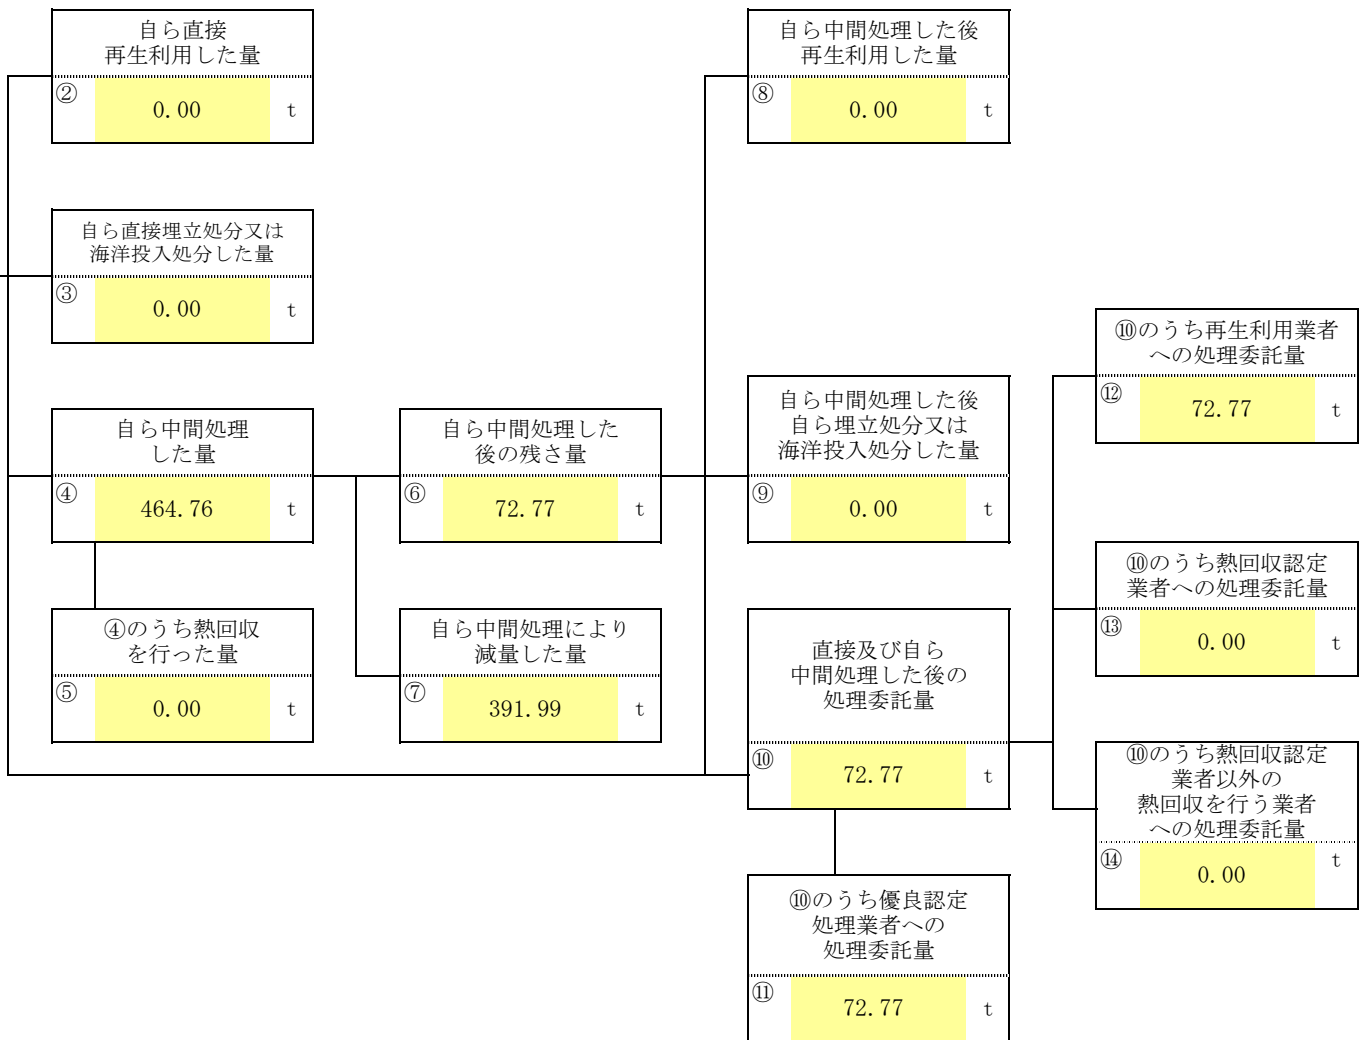 自ら直接
再生利用した量
②
0.00
t
自ら直接埋立処分又は
海洋投入処分した量
③
0.00
t
自ら中間処理
した量
④
464.76
t
④のうち熱回収
を行った量
⑤
0.00
t
自ら中間処理した
後の残さ量
⑥
72.77
t
自ら中間処理により
減量した量
⑦
391.99
t
自ら中間処理した後
再生利用した量
⑧
0.00
t
自ら中間処理した後
自ら埋立処分又は
海洋投入処分した量
⑨
0.00
t
直接及び自ら
中間処理した後の
処理委託量
⑩
72.77
t
⑩のうち優良認定
処理業者への
処理委託量
⑪
72.77
t
⑩のうち再生利用業者
への処理委託量
⑫
72.77
t
⑩のうち熱回収認定
業者への処理委託量
⑬
0.00
t
⑩のうち熱回収認定
業者以外の
熱回収を行う業者
への処理委託量
⑭
0.00
t